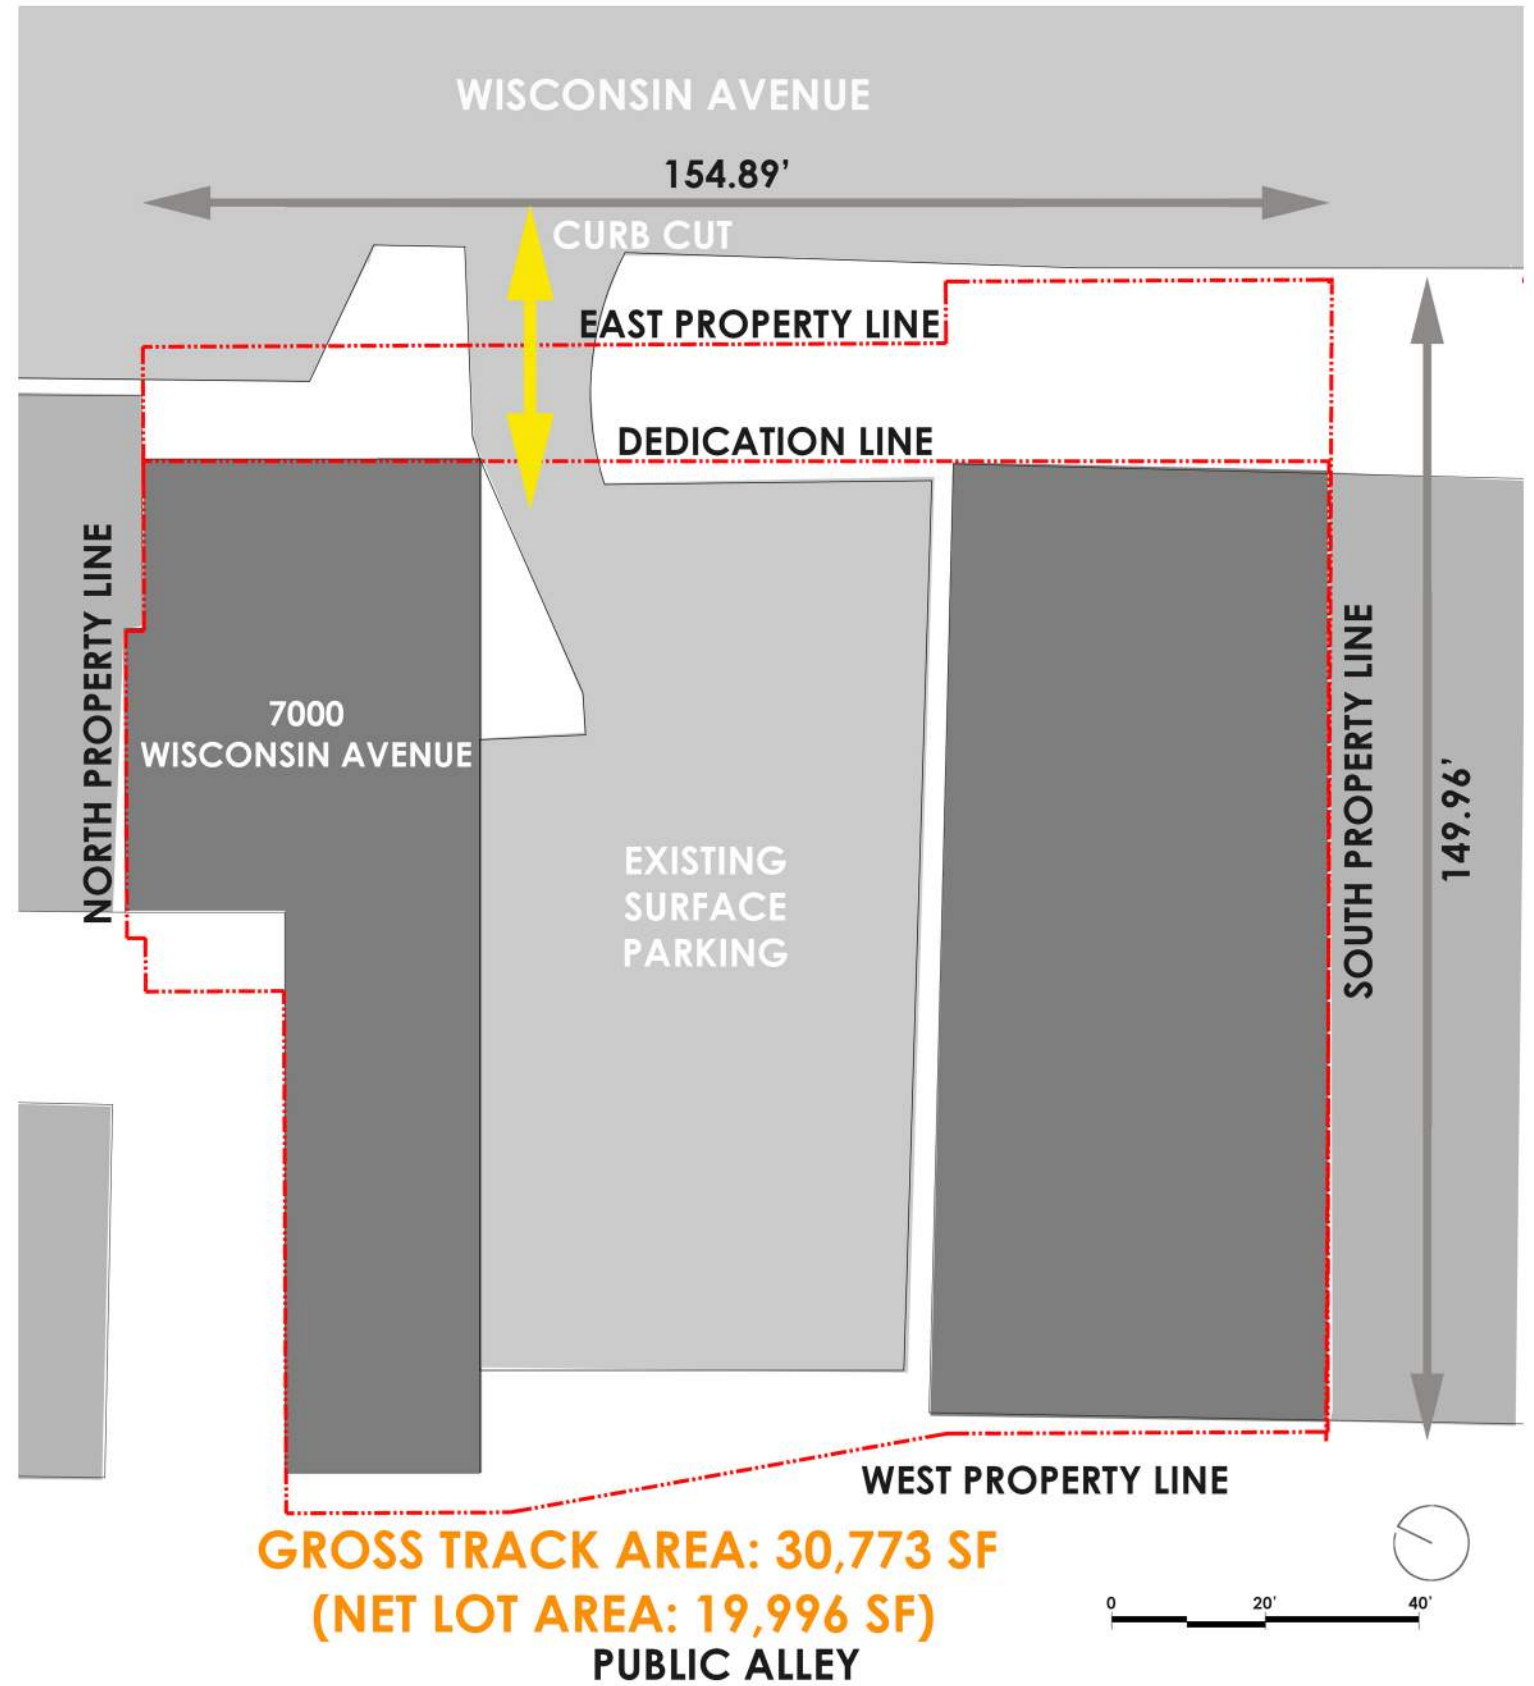 WISCONSIN AVENUE
154.89’
CURB CUT
EAST PROPERTY LINE
DEDICATION LINE
NORTH PROPERTY LINE
7000
WISCONSIN AVENUE
SOUTH PROPERTY LINE
149.96’
EXISTING
SURFACE
PARKING
WEST PROPERTY LINE
GROSS TRACK AREA: 30,773 SF
(NET LOT AREA: 19,996 SF)
PUBLIC ALLEY
0 20' 40'